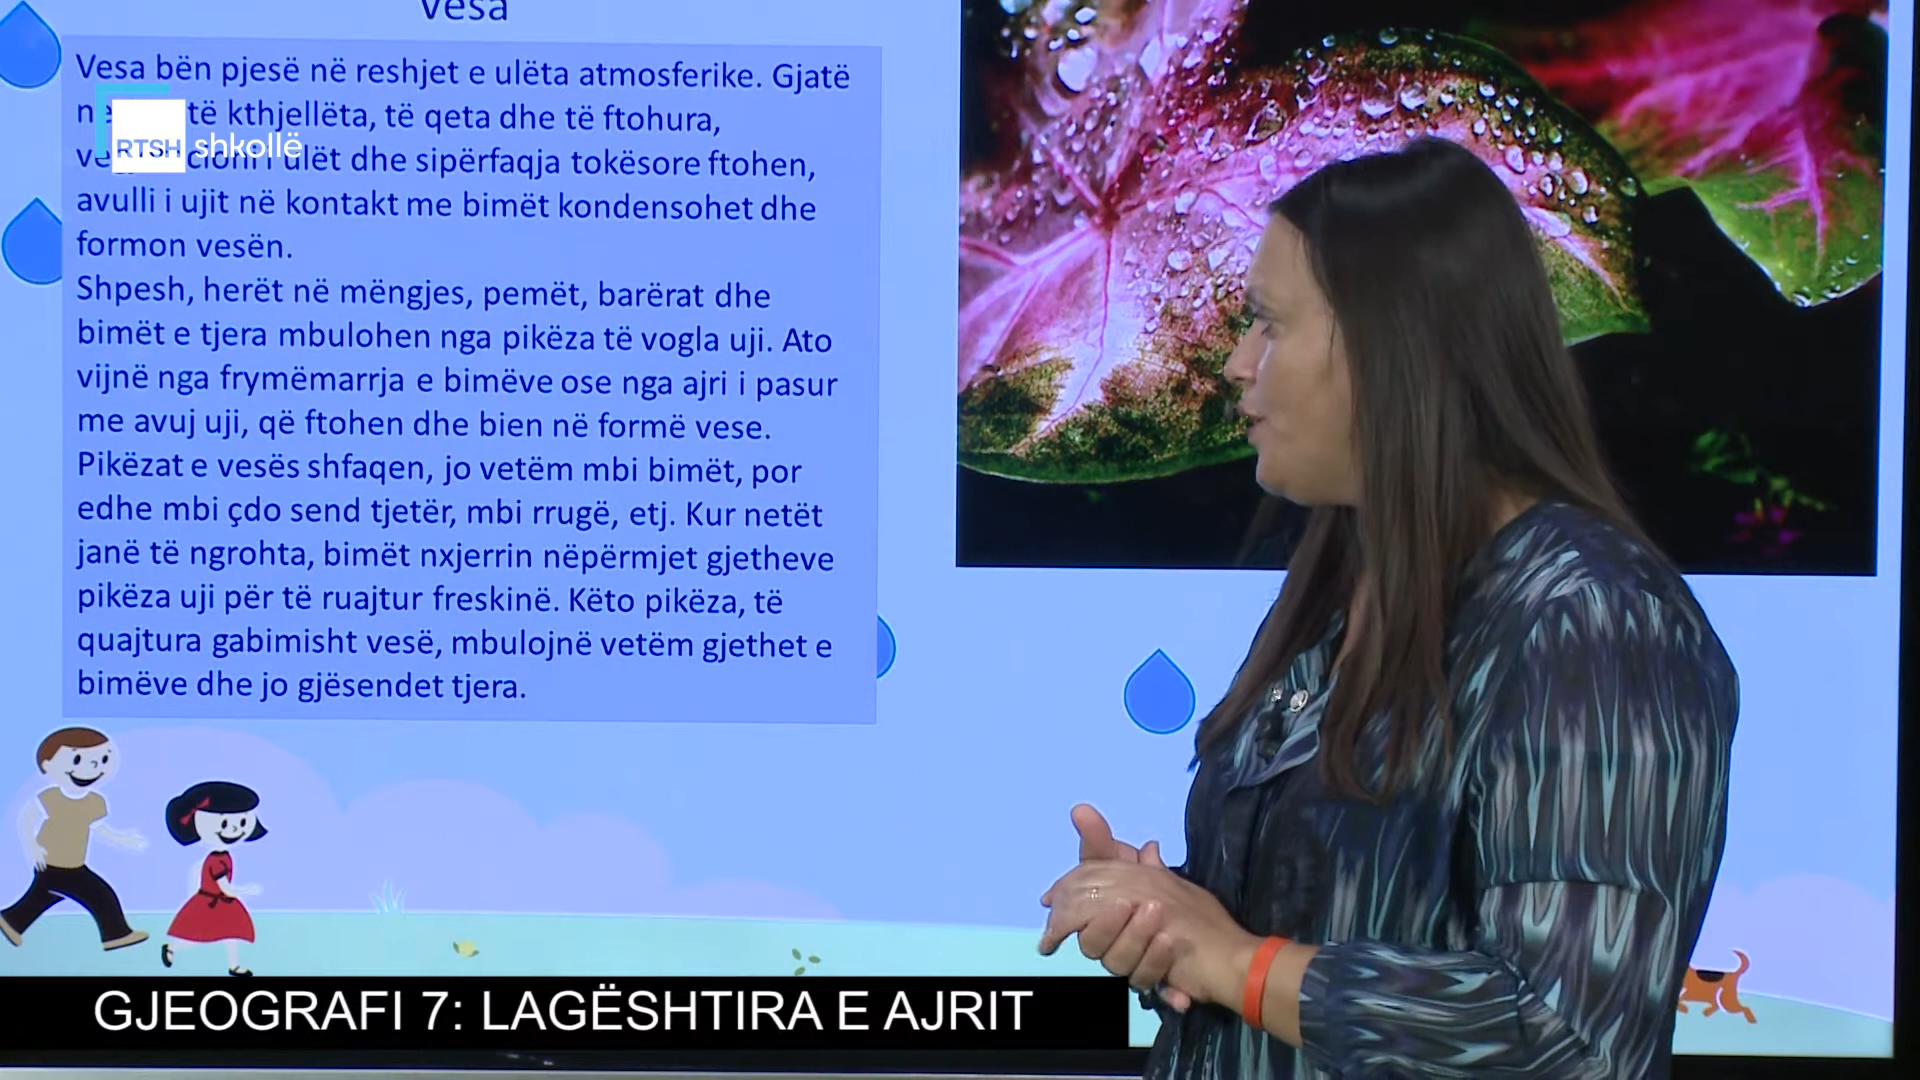 Vesa
Vesa bën pjesë në reshjet e ulëta atmosferike. Gjatë
të kthjellëta, të qeta dhe të ftohura,
ulët dhe sipërfaqja tokësore ftohen,
avulli i ujit në kontakt me bimët kondensohet dhe
formon vesën.
Shpesh, herët në mëngjes, pemët, barërat dhe
bimët e tjera mbulohen nga pikëza të vogla uji. Ato
vijnë nga frymëmarrja e bimëve ose nga ajri i pasur
me avuj uji, që ftohen dhe bien në formë vese.
Pikëzat e vesës shfaqen, jo vetëm mbi bimët, por
edhe mbi çdo send tjetër, mbi rrugë, etj. Kur netët
janë të ngrohta, bimët nxjerrin nëpërmjet gjetheve
pikëza uji për të ruajtur freskinë. Këto pikëza, të
quajtura gabimisht vesë, mbulojnë vetëm gjethet e
bimëve dhe jo gjësendet tjera.
RTSH shkollë
GJEOGRAFI 7: LAGËSHTIRA E AJRIT